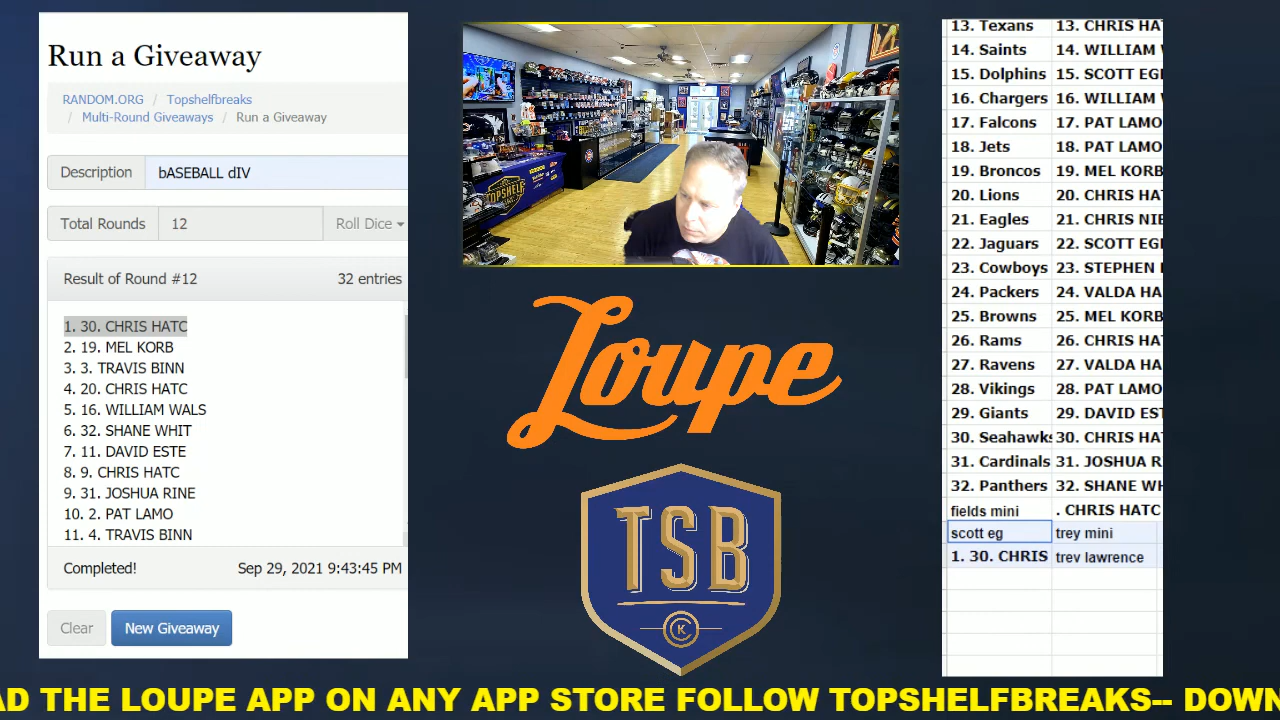 Run a Giveaway
RANDOM.ORG / Topshelfbreaks
/ Multi-Round Giveaways / Run a Giveaway
Description bASEBALL dIV
Total Rounds 12 Roll Dice
Result of Round #12 32 entries
1. 30. CHRIS HATC
2. 19. MEL KORB
3. 3. TRAVIS BINN
4. 20. CHRIS HATC
5. 16. WILLIAM WALS
6. 32. SHANE WHIT
7. 11. DAVID ESTE
8. 9. CHRIS HATC
9. 31. JOSHUA RINE
10. 2. PAT LAMO
11. 4. TRAVIS BINN
Completed! Sep 29, 2021 9:43:45 PM
Clear New Giveaway
TOPSHELF
Loupe
TSB
CK
13. Texans 13. CHRIS HAT
14. Saints 14. WILLIAM
15. Dolphins 15. SCOTT EG
16. Chargers 16. WILLIAM
17. Falcons 17. PAT LAMO
18. Jets 18. PAT LAMO
19. Broncos 19. MEL KORB
20. Lions 20. CHRIS HAT
21. Eagles 21. CHRIS NIE
22. Jaguars 22. SCOTT EG
23. Cowboys 23. STEPHEN
24. Packers 24. VALDA HA
25. Browns 25. MEL KORB
26. Rams 26. CHRIS HAT
27. Ravens 27. VALDA HA
28. Vikings 28. PAT LAMO
29. Giants 29. DAVID EST
30. Seahawks 30. CHRIS HAT
31. Cardinals 31. JOSHUA R
32. Panthers 32. SHANE WH
fields mini . CHRIS HATC
scott eg trey mini
1. 30. CHRIS trev lawrence
AD THE LOUPE APP ON ANY APP STORE FOLLOW TOPSHELFBREAKS-- DOWN